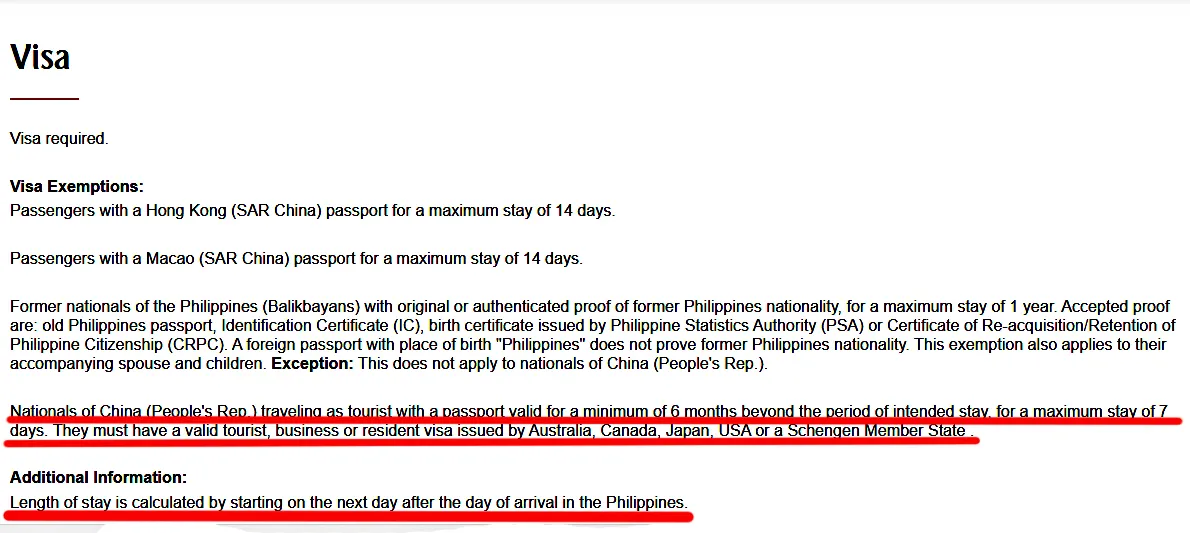 Visa
Visa required.
Visa Exemptions:
Passengers with a Hong Kong (SAR China) passport for a maximum stay of 14 days.
Passengers with a Macao (SAR China) passport for a maximum stay of 14 days.
Former nationals of the Philippines (Balikbayans) with original or authenticated proof of former Philippines nationality, for a maximum stay of 1 year. Accepted proof
are: old Philippines passport, Identification Certificate (IC), birth certificate issued by Philippine Statistics Authority (PSA) or Certificate of Re-acquisition/Retention of
Philippine Citizenship (CRPC). A foreign passport with place of birth "Philippines" does not prove former Philippines nationality. This exemption also applies to their
accompanying spouse and children. Exception: This does not apply to nationals of China (People's Rep.).
Nationals of China (People's Rep.) traveling as tourist with a passport valid for a minimum of 6 months beyond the period of intended stay, for a maximum stay of 7
days. They must have a valid tourist, business or resident visa issued by Australia, Canada, Japan, USA or a Schengen Member State .
Additional Information:
Length of stay is calculated by starting on the next day after the day of arrival in the Philippines.